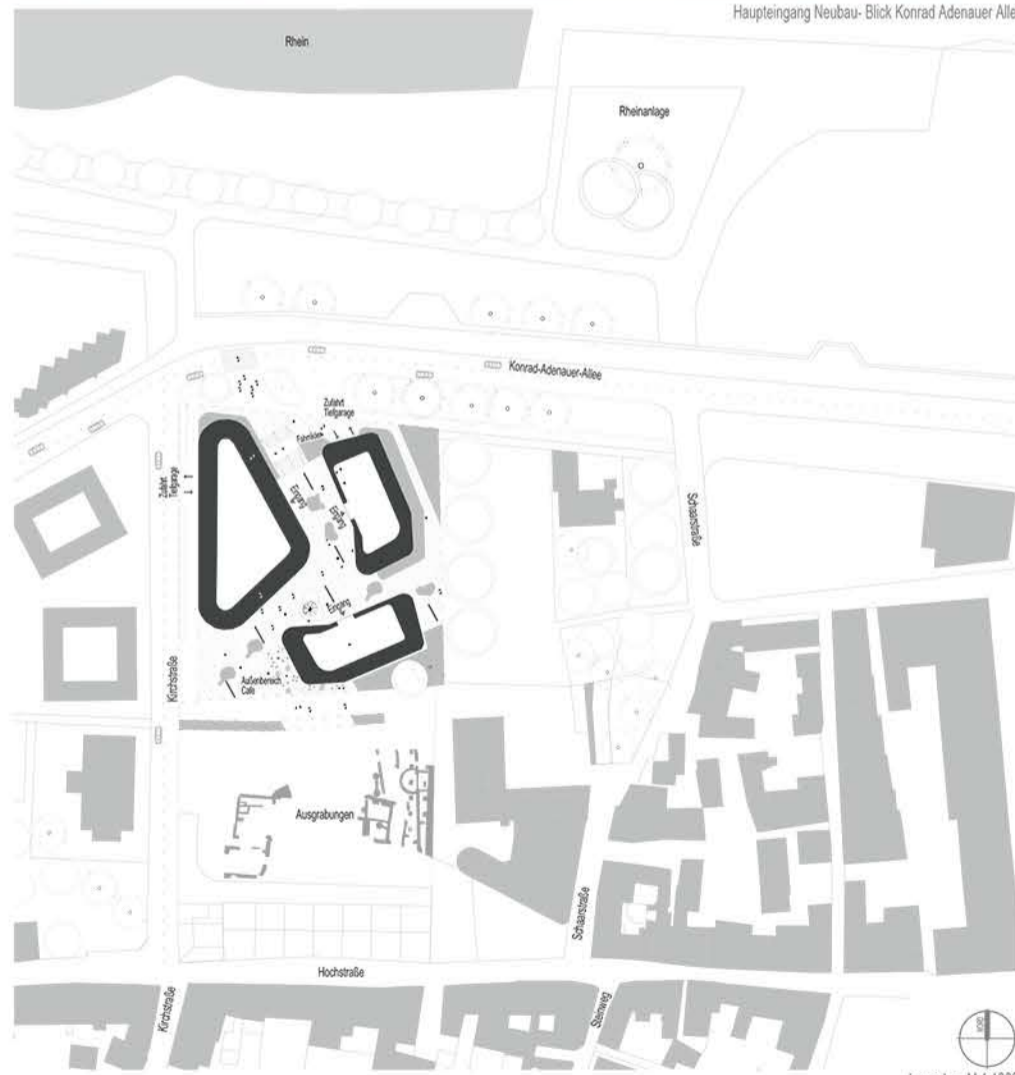 Haupteingang Neubau- Blick Konrad Adenauer Alle
Rhein
Rheinanlage
Konrad-Adenauer-Allee
Zufahrt
Tiefgarage
Zufahrt
Tiefgarage
Eingang
Eingang
Schaarstraße
Eingang
Kirchstraße
Außenbereich
Cafe
Ausgrabungen
Schaarstraße
Hochstraße
Kirchstraße
Steinweg